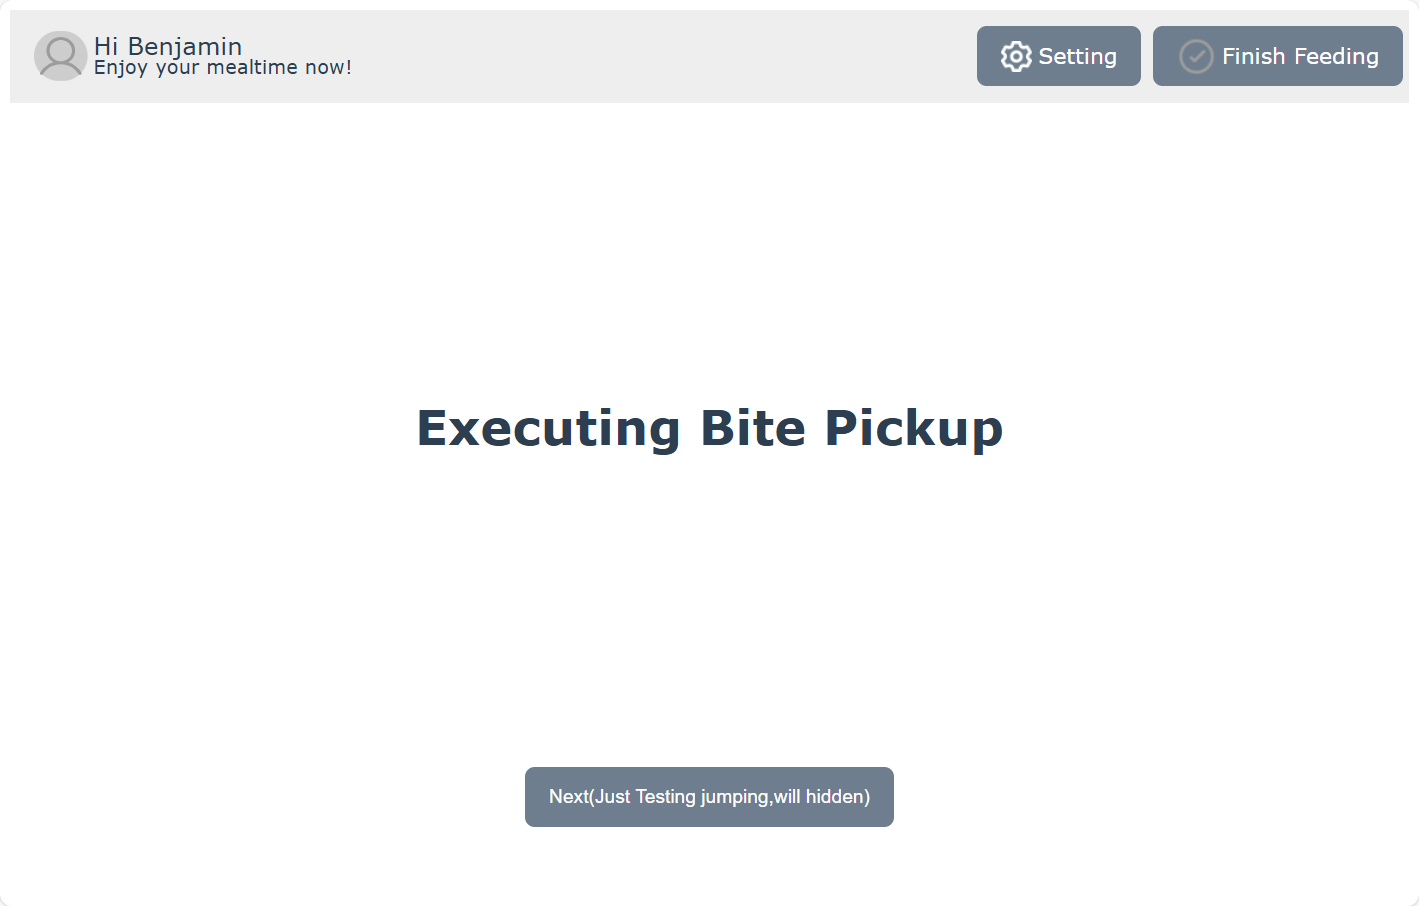 Hi Benjamin
Enjoy your mealtime now!
Setting
Finish Feeding
Executing Bite Pickup
Next(Just Testing jumping,will hidden)